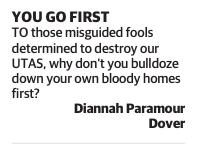 YOU GO FIRST
TO those misguided fools
determined to destroy our
UTAS, why don't you bulldoze
down your own bloody homes
first?
Diannah Paramour
Dover